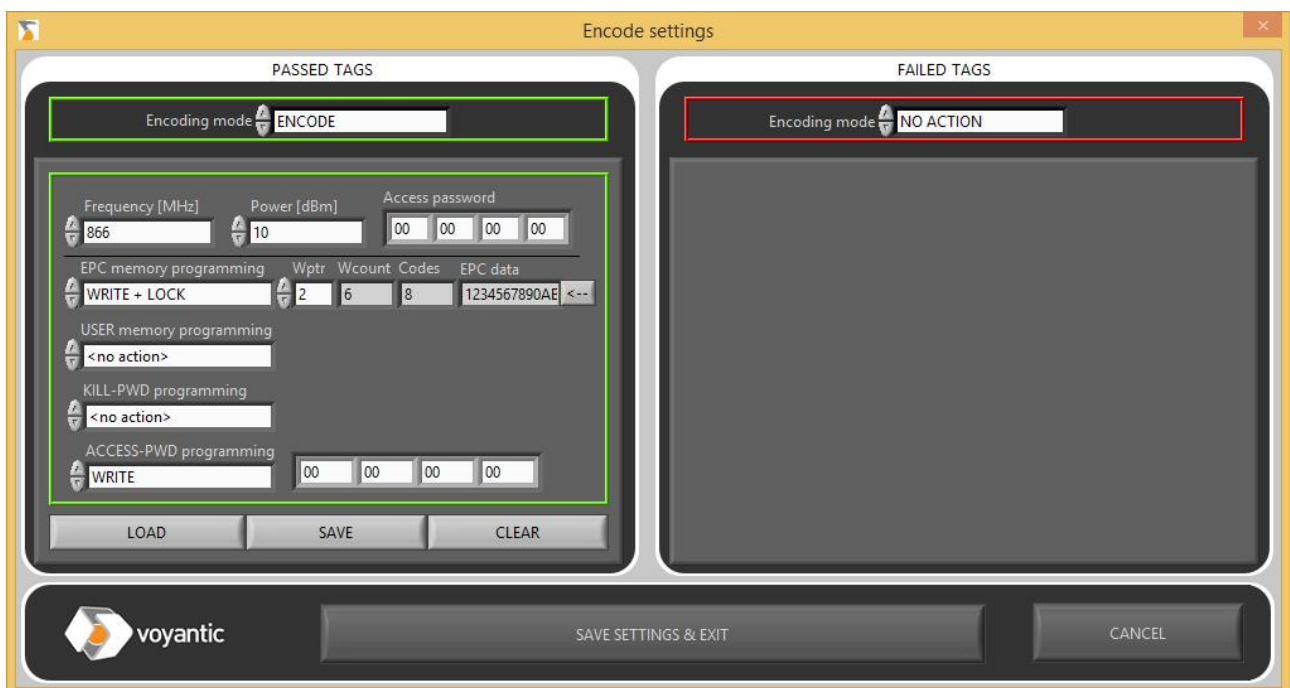 Encode settings
PASSED TAGS
Encoding mode ENCODE
Frequency [MHz] Power [dBm] Access password
866 10 00 00 00 00
EPC memory programming Wptr Wcount Codes EPC data
WRITE + LOCK 2 6 8 1234567890AE <--
USER memory programming
<no action>
KILL-PWD programming
<no action>
ACCESS-PWD programming
WRITE 00 00 00 00
LOAD SAVE CLEAR
FAILED TAGS
Encoding mode NO ACTION
voyantic SAVE SETTINGS & EXIT CANCEL